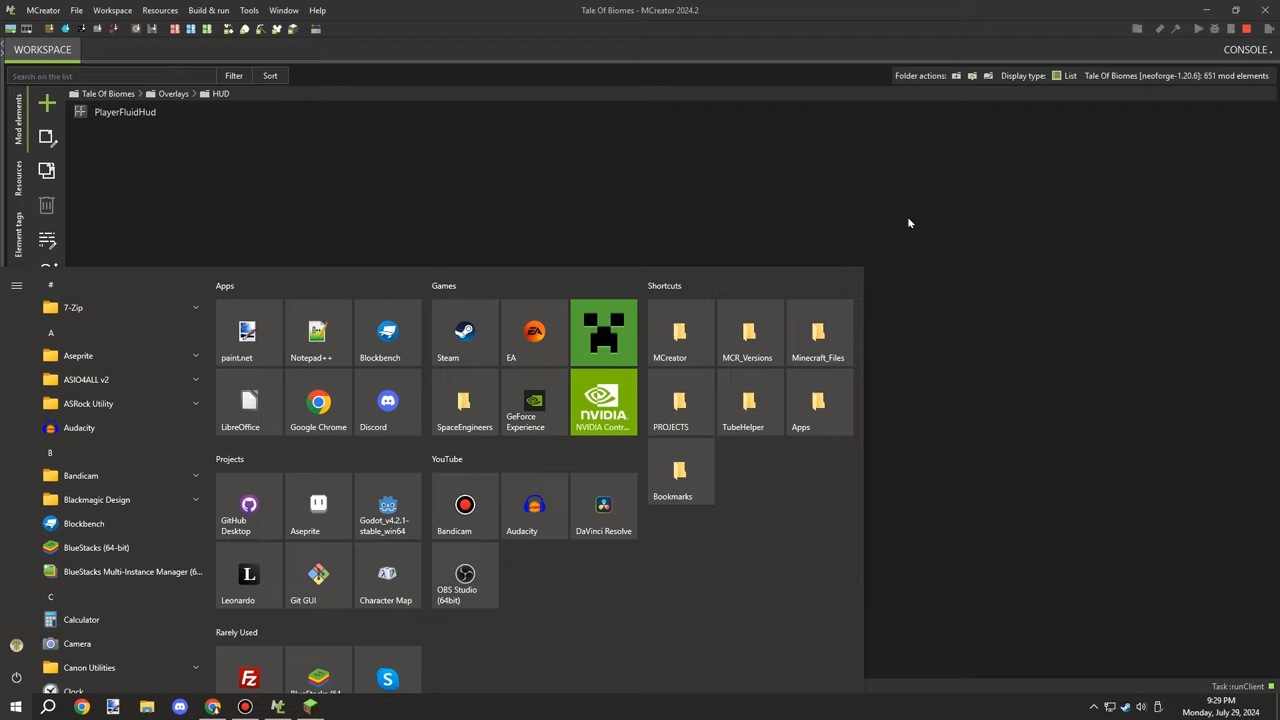 MCreator File Workspace Resources Build & run Tools Window Help
Tale Of Biomes - MCreator 2024.2
WORKSPACE
CONSOLE
Search on the list
Filter
Sort
Folder actions:
Display type:
List
Tale Of Biomes [neoforge-1.20.6]: 651 mod elements
Mod elements
Resources
Element tags
Tale Of Biomes
Overlays
HUD
PlayerFluidHud
#
7-Zip
A
Aseprite
ASIO4ALL v2
ASRock Utility
Audacity
B
Bandicam
Blackmagic Design
Blockbench
BlueStacks (64-bit)
BlueStacks Multi-Instance Manager (6...
C
Calculator
Camera
Canon Utilities
Clock
Apps
paint.net
Notepad++
Blockbench
LibreOffice
Google Chrome
Discord
Projects
GitHub
Desktop
Aseprite
Godot_v4.2.1-
stable_win64
Leonardo
Git GUI
Character Map
Rarely Used
BlueStacks (64
Games
Steam
EA
SpaceEngineers
GeForce
Experience
NVIDIA
NVIDIA Contr...
YouTube
Bandicam
Audacity
DaVinci Resolve
OBS Studio
(64bit)
Shortcuts
MCreator
MCR_Versions
Minecraft_Files
PROJECTS
TubeHelper
Apps
Bookmarks
Task :runClient
9:29 PM
Monday, July 29, 2024